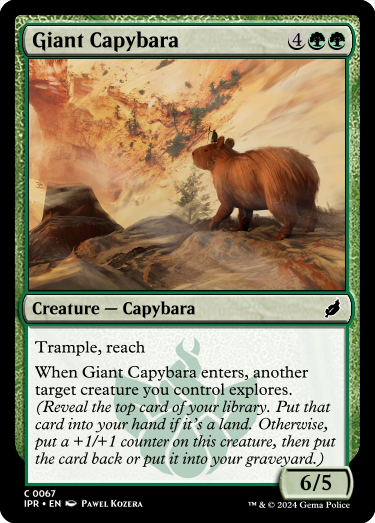 Giant Capybara 4
Creature — Capybara
Trample, reach
When Giant Capybara enters, another
target creature you control explores.
(Reveal the top card of your library. Put that
card into your hand if it's a land. Otherwise,
put a +1/+1 counter on this creature, then put
the card back or put it into your graveyard.)
6/5
C 0067
IPR • EN Pawel Kozera
™ & © 2024 Gema Police